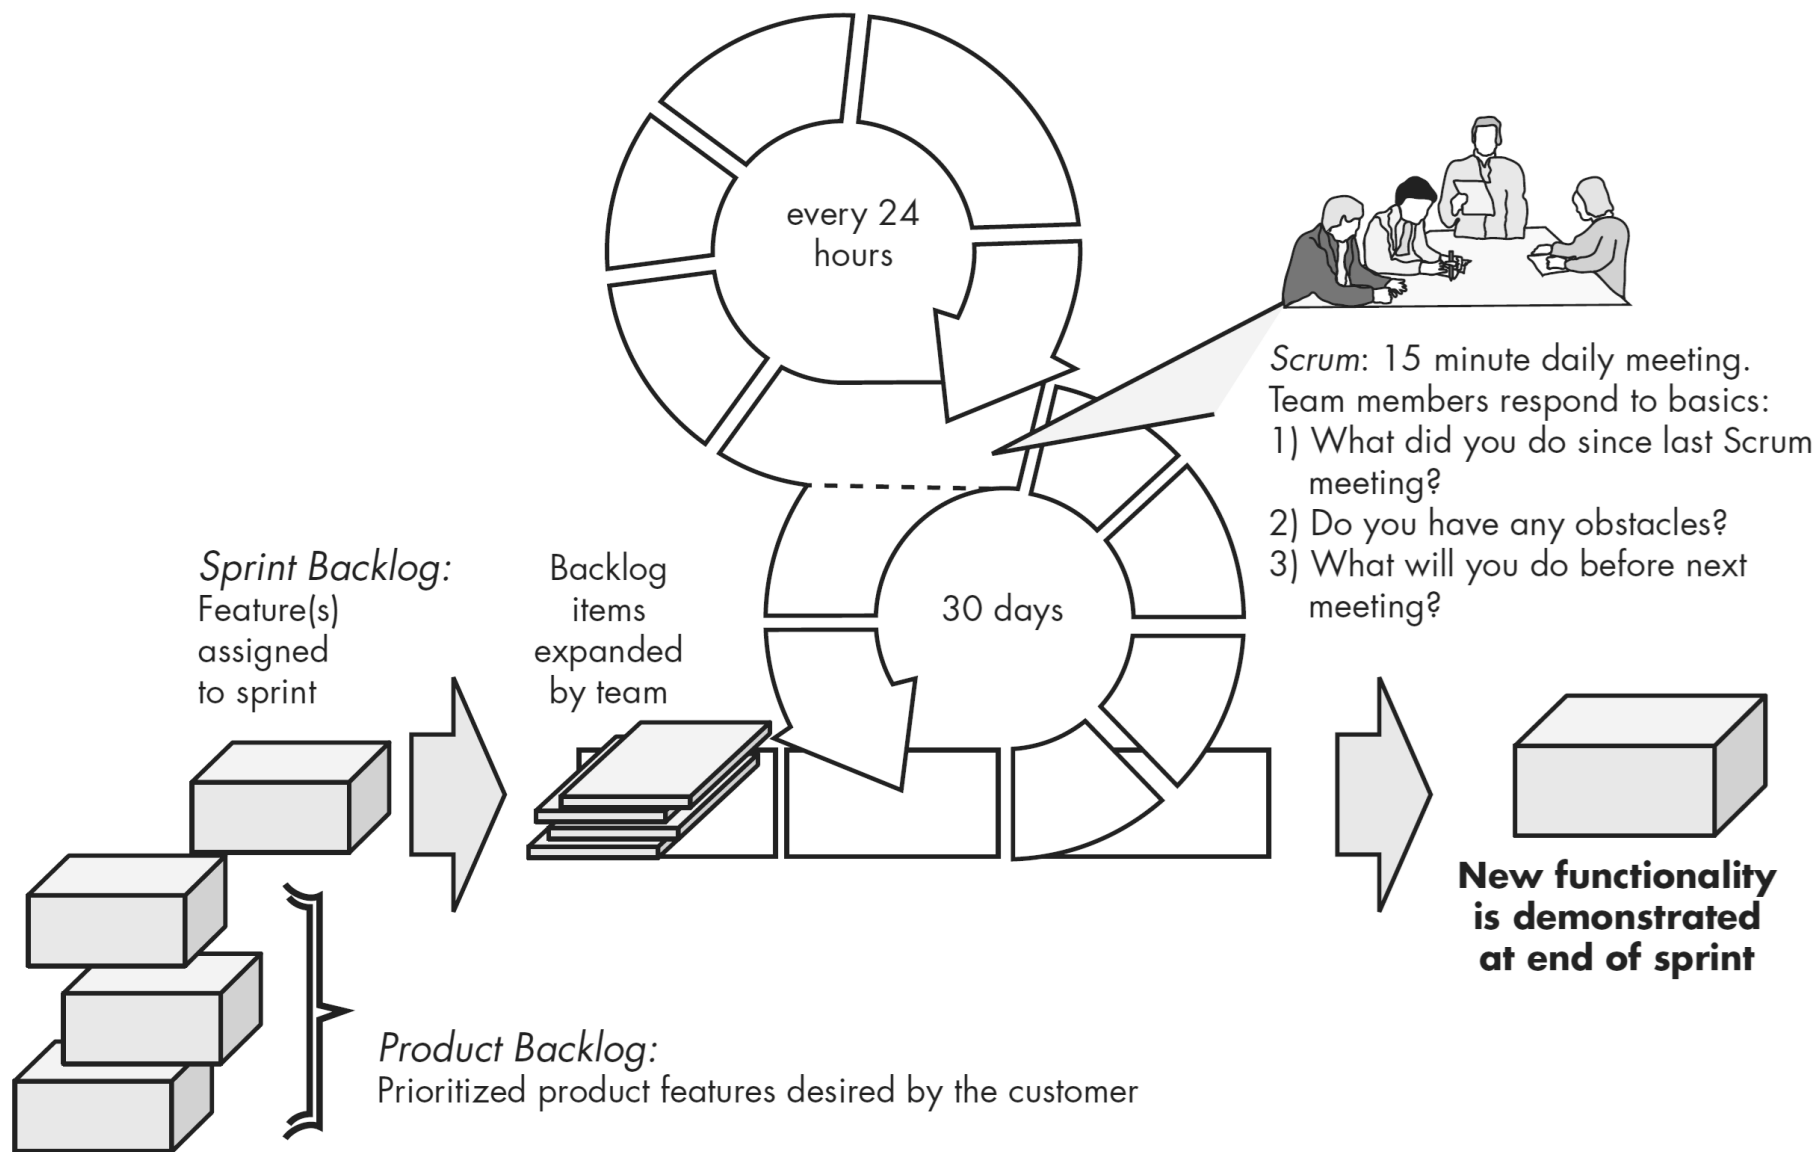 every 24
hours
Scrum: 15 minute daily meeting.
Team members respond to basics:
1) What did you do since last Scrum
meeting?
2) Do you have any obstacles?
3) What will you do before next
meeting?
Sprint Backlog:
Feature(s)
assigned
to sprint
Backlog
items
expanded
by team
30 days
New functionality
is demonstrated
at end of sprint
Product Backlog:
Prioritized product features desired by the customer